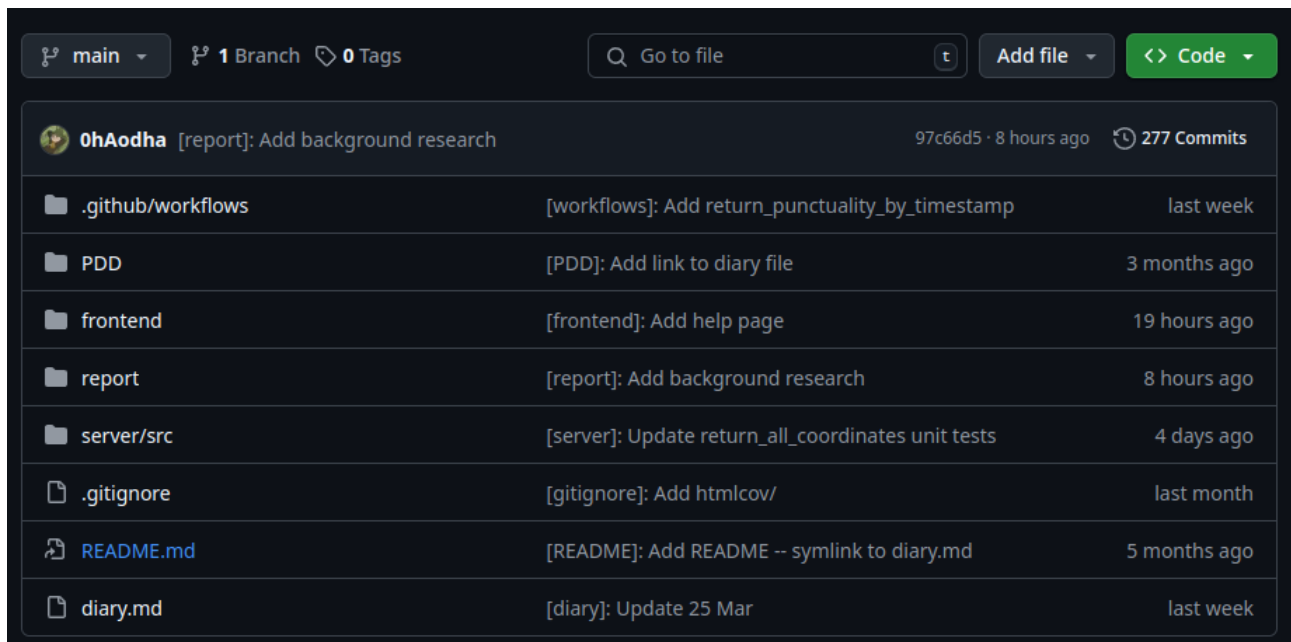 main 1 Branch 0 Tags Go to file t Add file Code
0hAodha [report]: Add background research 97c66d5 · 8 hours ago 277 Commits
.github/workflows [workflows]: Add return_punctuality_by_timestamp last week
PDD [PDD]: Add link to diary file 3 months ago
frontend [frontend]: Add help page 19 hours ago
report [report]: Add background research 8 hours ago
server/src [server]: Update return_all_coordinates unit tests 4 days ago
.gitignore [gitignore]: Add htmlcov/ last month
README.md [README]: Add README -- symlink to diary.md 5 months ago
diary.md [diary]: Update 25 Mar last week